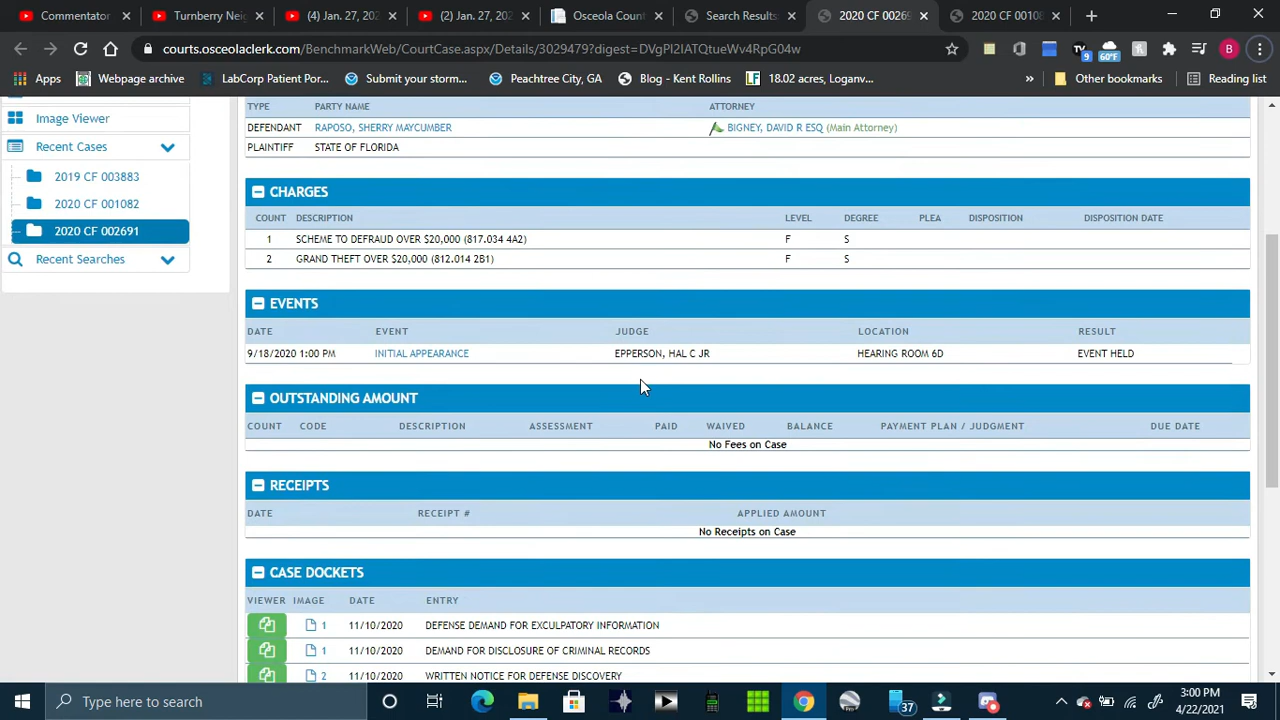 Commentator
Turnberry Nei
(4) Jan. 27, 20
(2) Jan. 27, 20
Osceola Count
Search Results:
2020 CF 00269
2020 CF 00108
courts.osceolaclerk.com/BenchmarkWeb/CourtCase.aspx/Details/3029479?digest=DVgPl2IATQtueWv4RpG04w
Apps
Webpage archive
LabCorp Patient Por...
Submit your storm...
Peachtree City, GA
Blog - Kent Rollins
18.02 acres, Loganv...
»
Other bookmarks
Reading list
Image Viewer
Recent Cases
2019 CF 003883
2020 CF 001082
2020 CF 002691
Recent Searches
TYPE PARTY NAME ATTORNEY
DEFENDANT RAPOSO, SHERRY MAYCUMBER BIGNEY, DAVID R ESQ (Main Attorney)
PLAINTIFF STATE OF FLORIDA
CHARGES
COUNT DESCRIPTION LEVEL DEGREE PLEA DISPOSITION DISPOSITION DATE
1 SCHEME TO DEFRAUD OVER $20,000 (817.034 4A2) F S
2 GRAND THEFT OVER $20,000 (812.014 2B1) F S
EVENTS
DATE EVENT JUDGE LOCATION RESULT
9/18/2020 1:00 PM INITIAL APPEARANCE EPPERSON, HAL C JR HEARING ROOM 6D EVENT HELD
OUTSTANDING AMOUNT
COUNT CODE DESCRIPTION ASSESSMENT PAID WAIVED BALANCE PAYMENT PLAN / JUDGMENT DUE DATE
No Fees on Case
RECEIPTS
DATE RECEIPT # APPLIED AMOUNT
No Receipts on Case
CASE DOCKETS
VIEWER IMAGE DATE ENTRY
1 11/10/2020 DEFENSE DEMAND FOR EXCULPATORY INFORMATION
1 11/10/2020 DEMAND FOR DISCLOSURE OF CRIMINAL RECORDS
2 11/10/2020 WRITTEN NOTICE FOR DEFENSE DISCOVERY
Type here to search
37
3:00 PM
4/22/2021
9
60°F
B